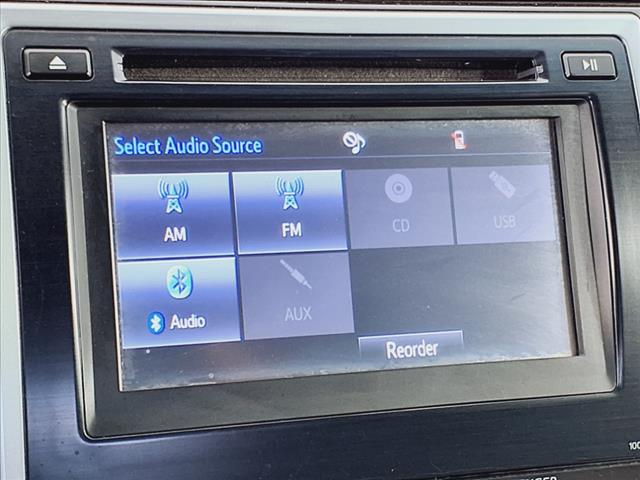 Select Audio Source
AM
FM
CD
USB
Audio
AUX
Reorder